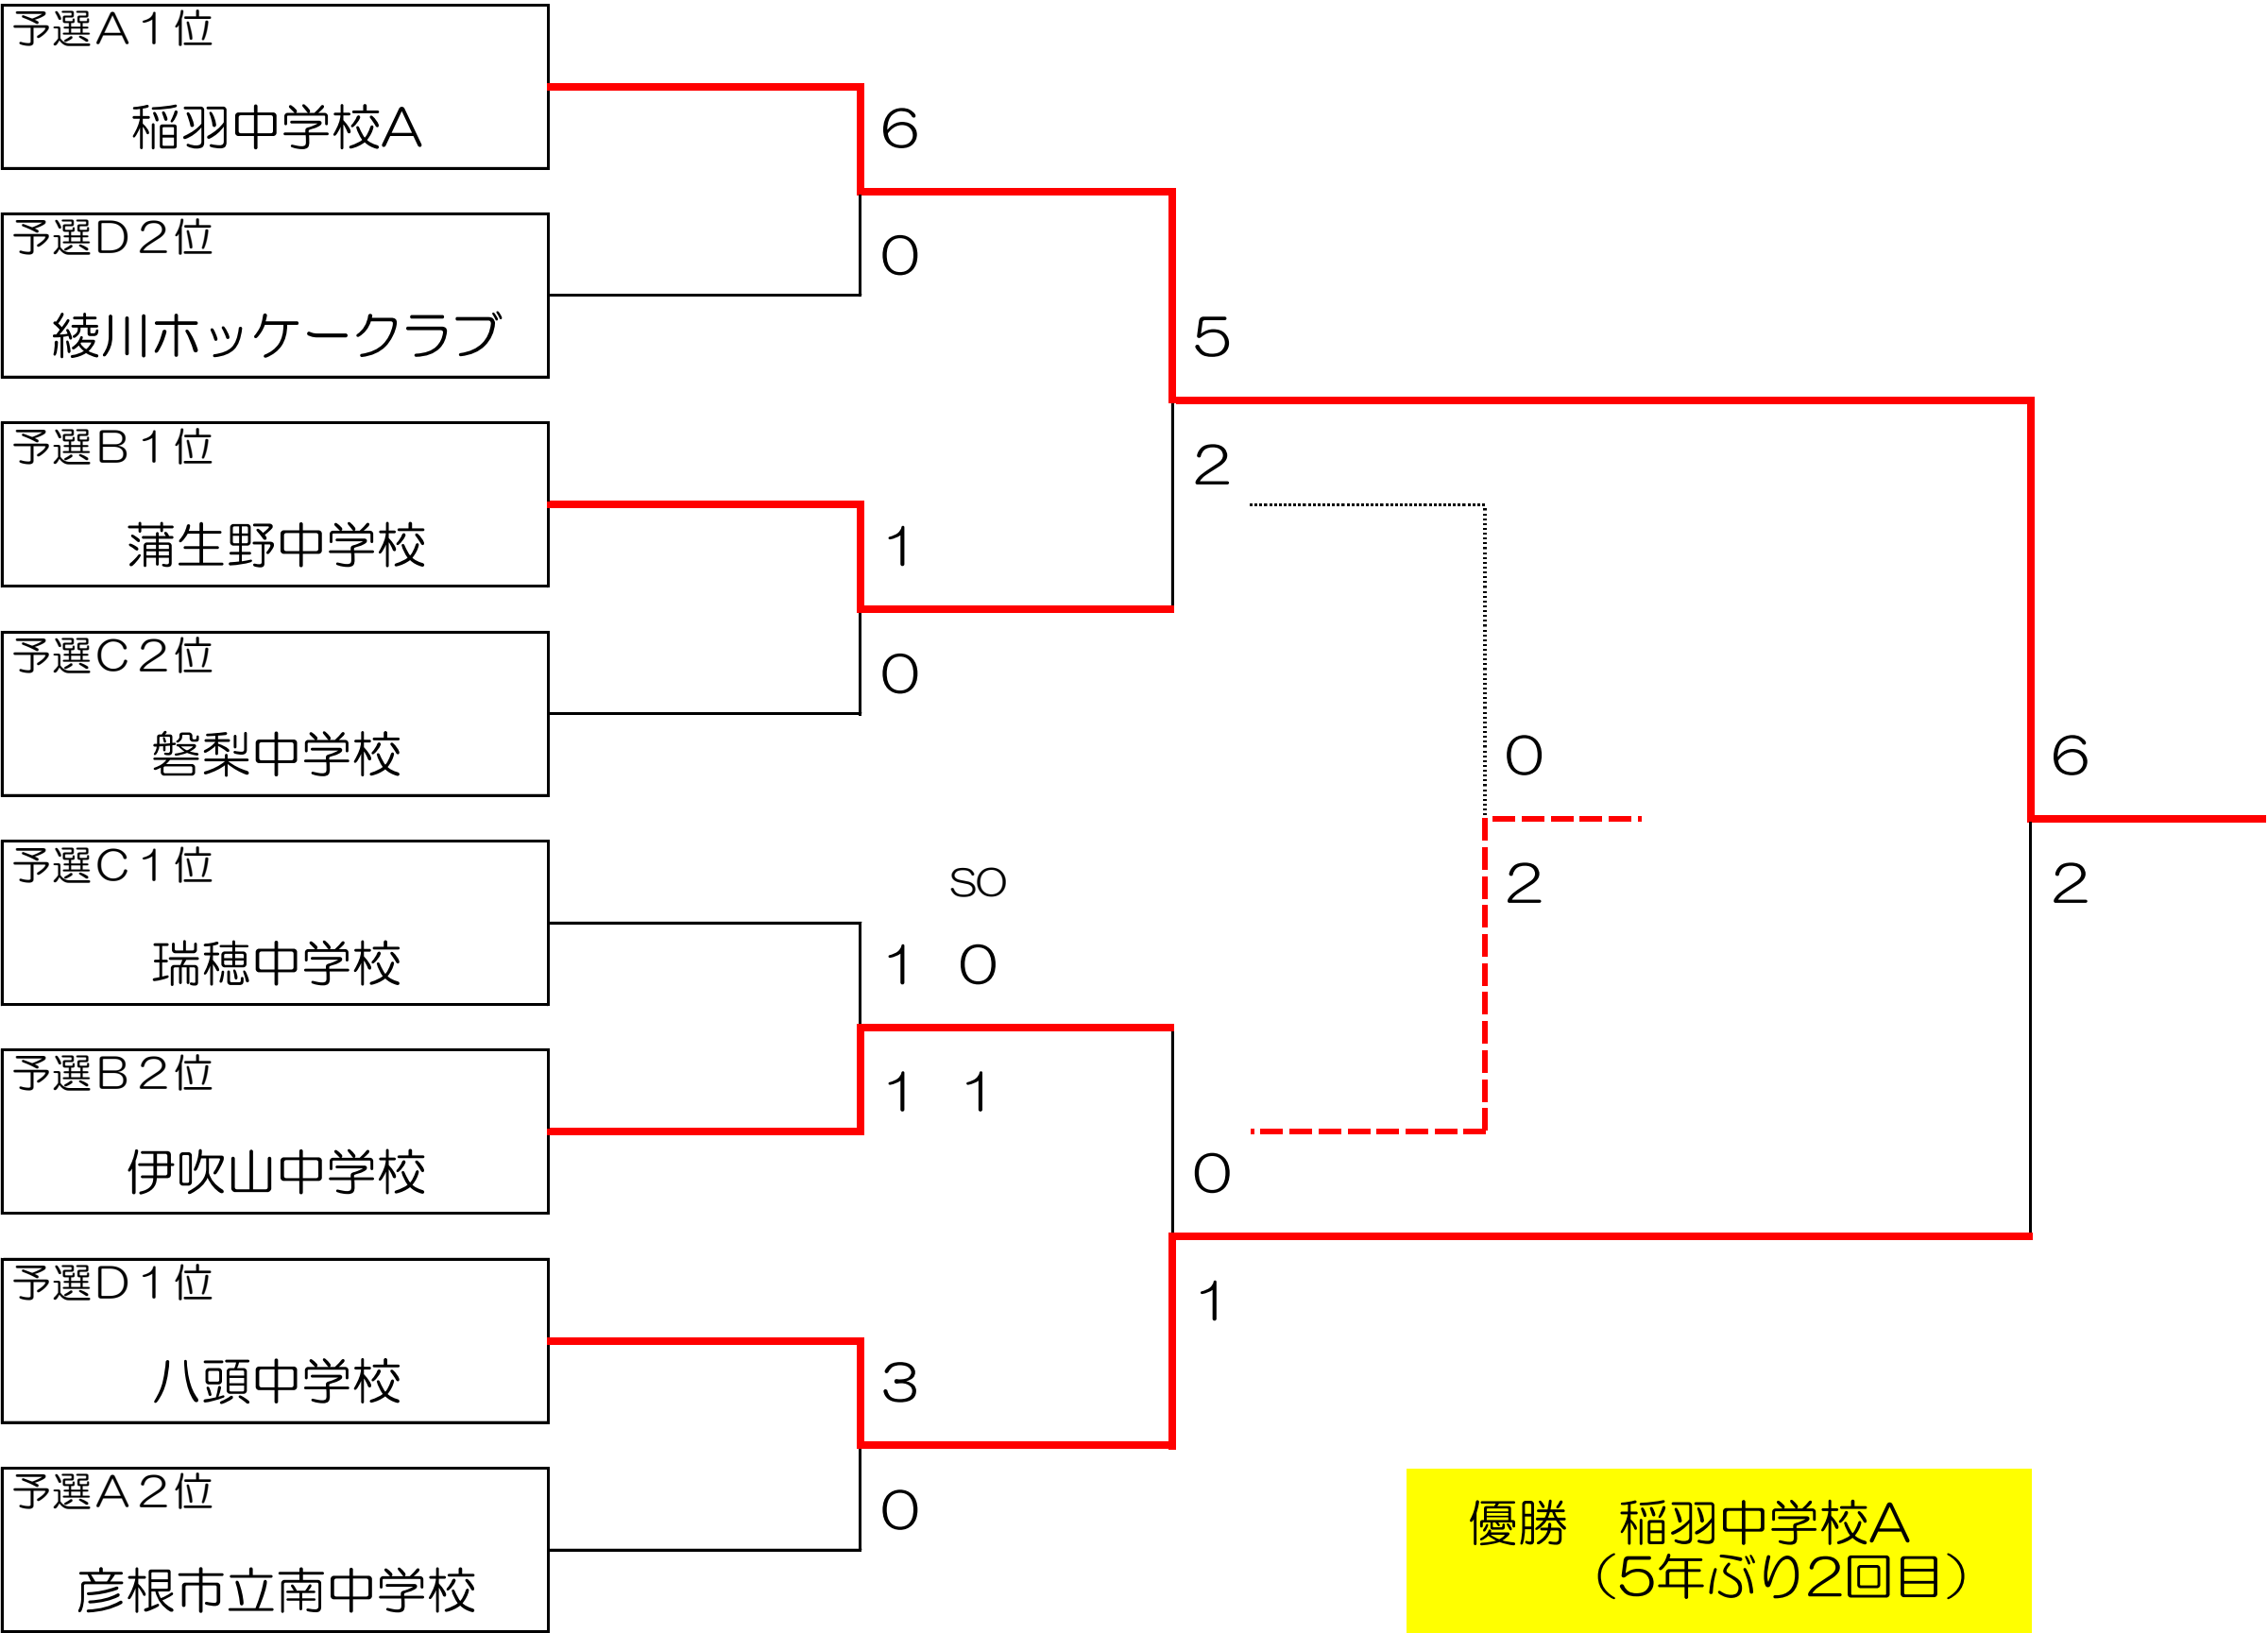 予選A1位
稲羽中学校A
予選D2位
綾川ホッケークラブ
予選B1位
蒲生野中学校
予選C2位
磐梨中学校
予選C1位
瑞穂中学校
予選B2位
伊吹山中学校
予選D1位
八頭中学校
予選A2位
彦根市立南中学校
6
0
1
0
SO
1 0
1 1
3
0
5
2
0
1
0
2
6
2
優勝 稲羽中学校A
(5年ぶり2回目)